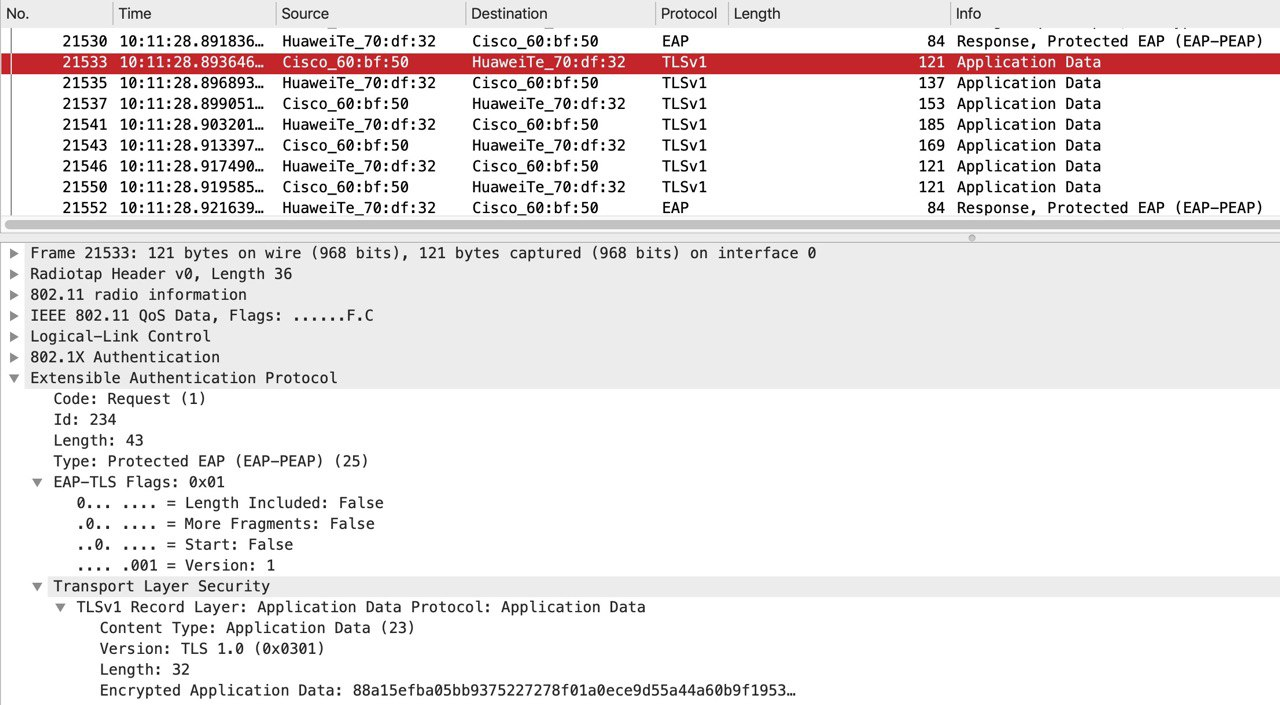 No. Time Source Destination Protocol Length Info
21530 10:11:28.891836… HuaweiTe_70:df:32 Cisco_60:bf:50 EAP 84 Response, Protected EAP (EAP-PEAP)
21533 10:11:28.893646… Cisco_60:bf:50 HuaweiTe_70:df:32 TLSv1 121 Application Data
21535 10:11:28.896893… HuaweiTe_70:df:32 Cisco_60:bf:50 TLSv1 137 Application Data
21537 10:11:28.899051… Cisco_60:bf:50 HuaweiTe_70:df:32 TLSv1 153 Application Data
21541 10:11:28.903201… HuaweiTe_70:df:32 Cisco_60:bf:50 TLSv1 185 Application Data
21543 10:11:28.913397… Cisco_60:bf:50 HuaweiTe_70:df:32 TLSv1 169 Application Data
21546 10:11:28.917490… HuaweiTe_70:df:32 Cisco_60:bf:50 TLSv1 121 Application Data
21550 10:11:28.919585… Cisco_60:bf:50 HuaweiTe_70:df:32 TLSv1 121 Application Data
21552 10:11:28.921639… HuaweiTe_70:df:32 Cisco_60:bf:50 EAP 84 Response, Protected EAP (EAP-PEAP)
Frame 21533: 121 bytes on wire (968 bits), 121 bytes captured (968 bits) on interface 0
Radiotap Header v0, Length 36
802.11 radio information
IEEE 802.11 QoS Data, Flags: ......F.C
Logical-Link Control
802.1X Authentication
Extensible Authentication Protocol
Code: Request (1)
Id: 234
Length: 43
Type: Protected EAP (EAP-PEAP) (25)
EAP-TLS Flags: 0x01
0... .... = Length Included: False
.0.. .... = More Fragments: False
..0. .... = Start: False
.... .001 = Version: 1
Transport Layer Security
TLSv1 Record Layer: Application Data Protocol: Application Data
Content Type: Application Data (23)
Version: TLS 1.0 (0x0301)
Length: 32
Encrypted Application Data: 88a15efba05bb9375227278f01a0ece9d55a44a60b9f1953…